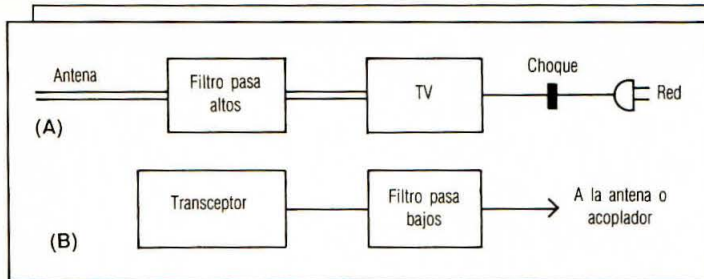 Antena
Filtro pasa
altos
TV
Choque
Red
(A)
Transceptor
Filtro pasa
bajos
A la antena o
acoplador
(B)